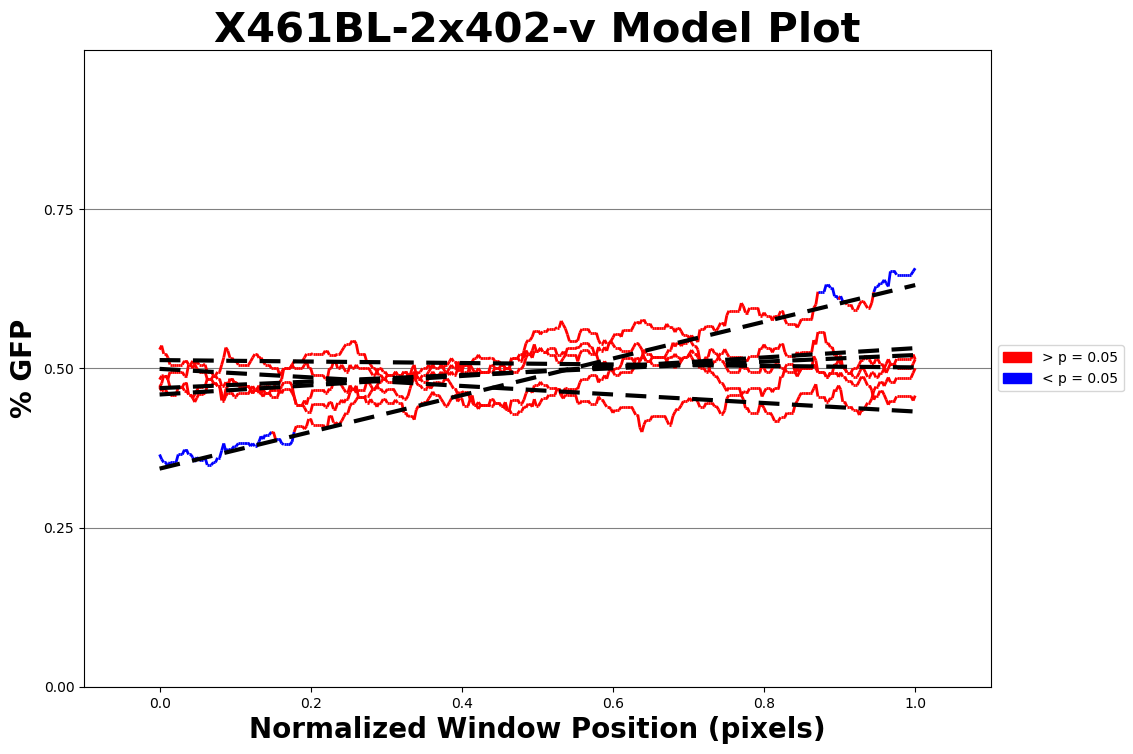 X461BL-2x402-v Model Plot
% GFP
0.75
0.50
0.25
0.00
0.0 0.2 0.4 0.6 0.8 1.0
Normalized Window Position (pixels)
> p = 0.05
< p = 0.05